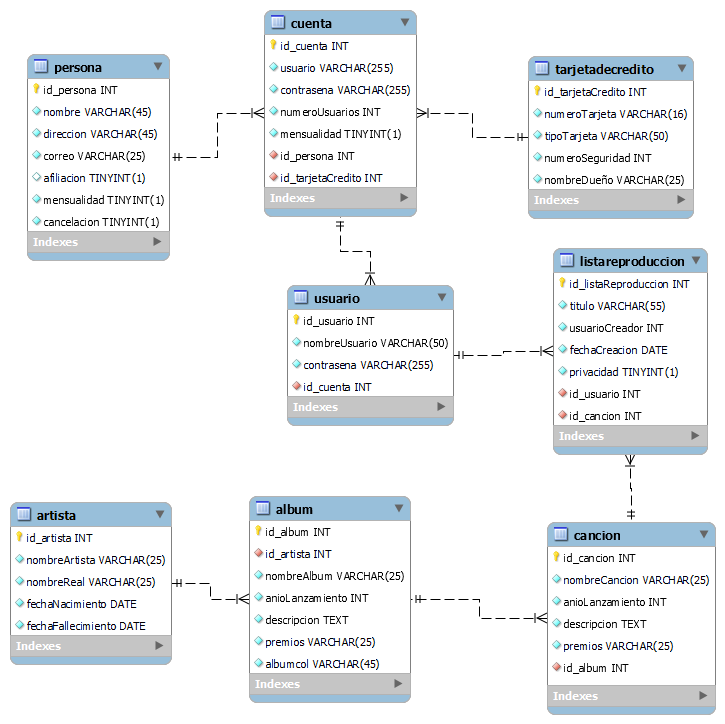 cuenta
id_cuenta INT
usuario VARCHAR(255)
contrasena VARCHAR(255)
numeroUsuarios INT
mensualidad TINYINT(1)
id_persona INT
id_tarjetaCredito INT
Indexes
persona
id_persona INT
nombre VARCHAR(45)
direccion VARCHAR(45)
correo VARCHAR(25)
afiliacion TINYINT(1)
mensualidad TINYINT(1)
cancelacion TINYINT(1)
Indexes
tarjetadecredito
id_tarjetaCredito INT
numeroTarjeta VARCHAR(16)
tipoTarjeta VARCHAR(50)
numeroSeguridad INT
nombreDueño VARCHAR(25)
Indexes
usuario
id_usuario INT
nombreUsuario VARCHAR(50)
contrasena VARCHAR(255)
id_cuenta INT
Indexes
listareproduccion
id_listaReproduccion INT
titulo VARCHAR(55)
usuarioCreador INT
fechaCreacion DATE
privacidad TINYINT(1)
id_usuario INT
id_cancion INT
Indexes
artista
id_artista INT
nombreArtista VARCHAR(25)
nombreReal VARCHAR(25)
fechaNacimiento DATE
fechaFallecimiento DATE
Indexes
album
id_album INT
id_artista INT
nombreAlbum VARCHAR(25)
anioLanzamiento INT
descripcion TEXT
premios VARCHAR(25)
albumcol VARCHAR(45)
Indexes
cancion
id_cancion INT
nombreCancion VARCHAR(25)
anioLanzamiento INT
descripcion TEXT
premios VARCHAR(25)
id_album INT
Indexes